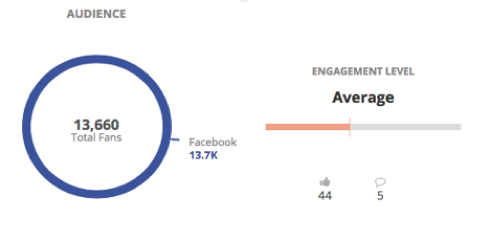 AUDIENCE
13,660
Total Fans
Facebook
13.7K
ENGAGEMENT LEVEL
Average
44
5